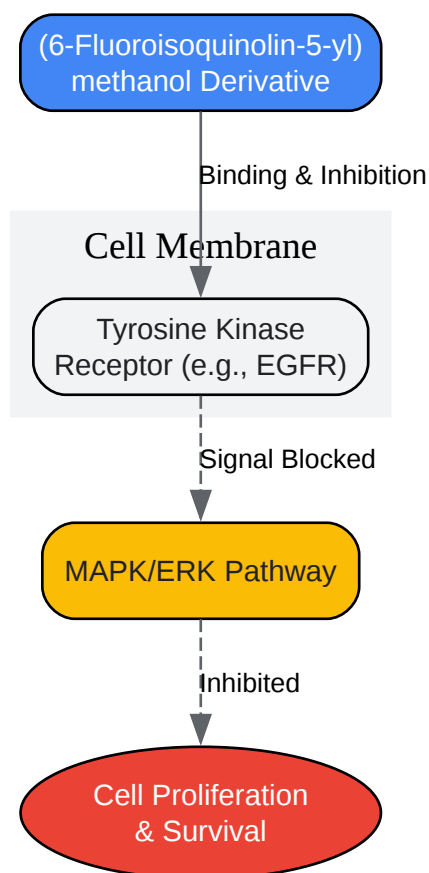 (6-Fluoroisoquinolin-5-yl)
methanol Derivative
Binding & Inhibition
Cell Membrane
Tyrosine Kinase
Receptor (e.g., EGFR)
Signal Blocked
MAPK/ERK Pathway
Inhibited
Cell Proliferation
& Survival